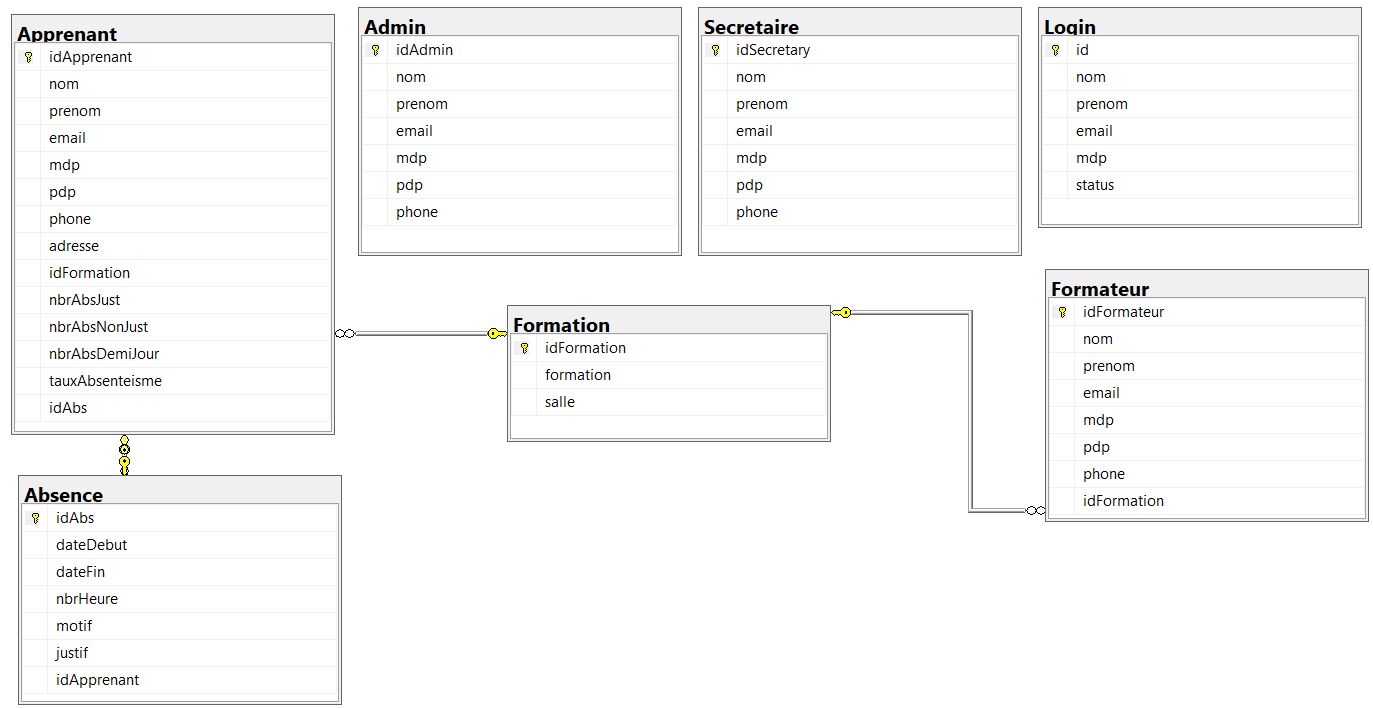 Apprenant
idApprenant
nom
prenom
email
mdp
pdp
phone
adresse
idFormation
nbrAbsJust
nbrAbsNonJust
nbrAbsDemiJour
tauxAbsenteisme
idAbs
Admin
idAdmin
nom
prenom
email
mdp
pdp
phone
Secretaire
idSecretary
nom
prenom
email
mdp
pdp
phone
Login
id
nom
prenom
email
mdp
status
Formation
idFormation
formation
salle
Formateur
idFormateur
nom
prenom
email
mdp
pdp
phone
idFormation
Absence
idAbs
dateDebut
dateFin
nbrHeure
motif
justif
idApprenant